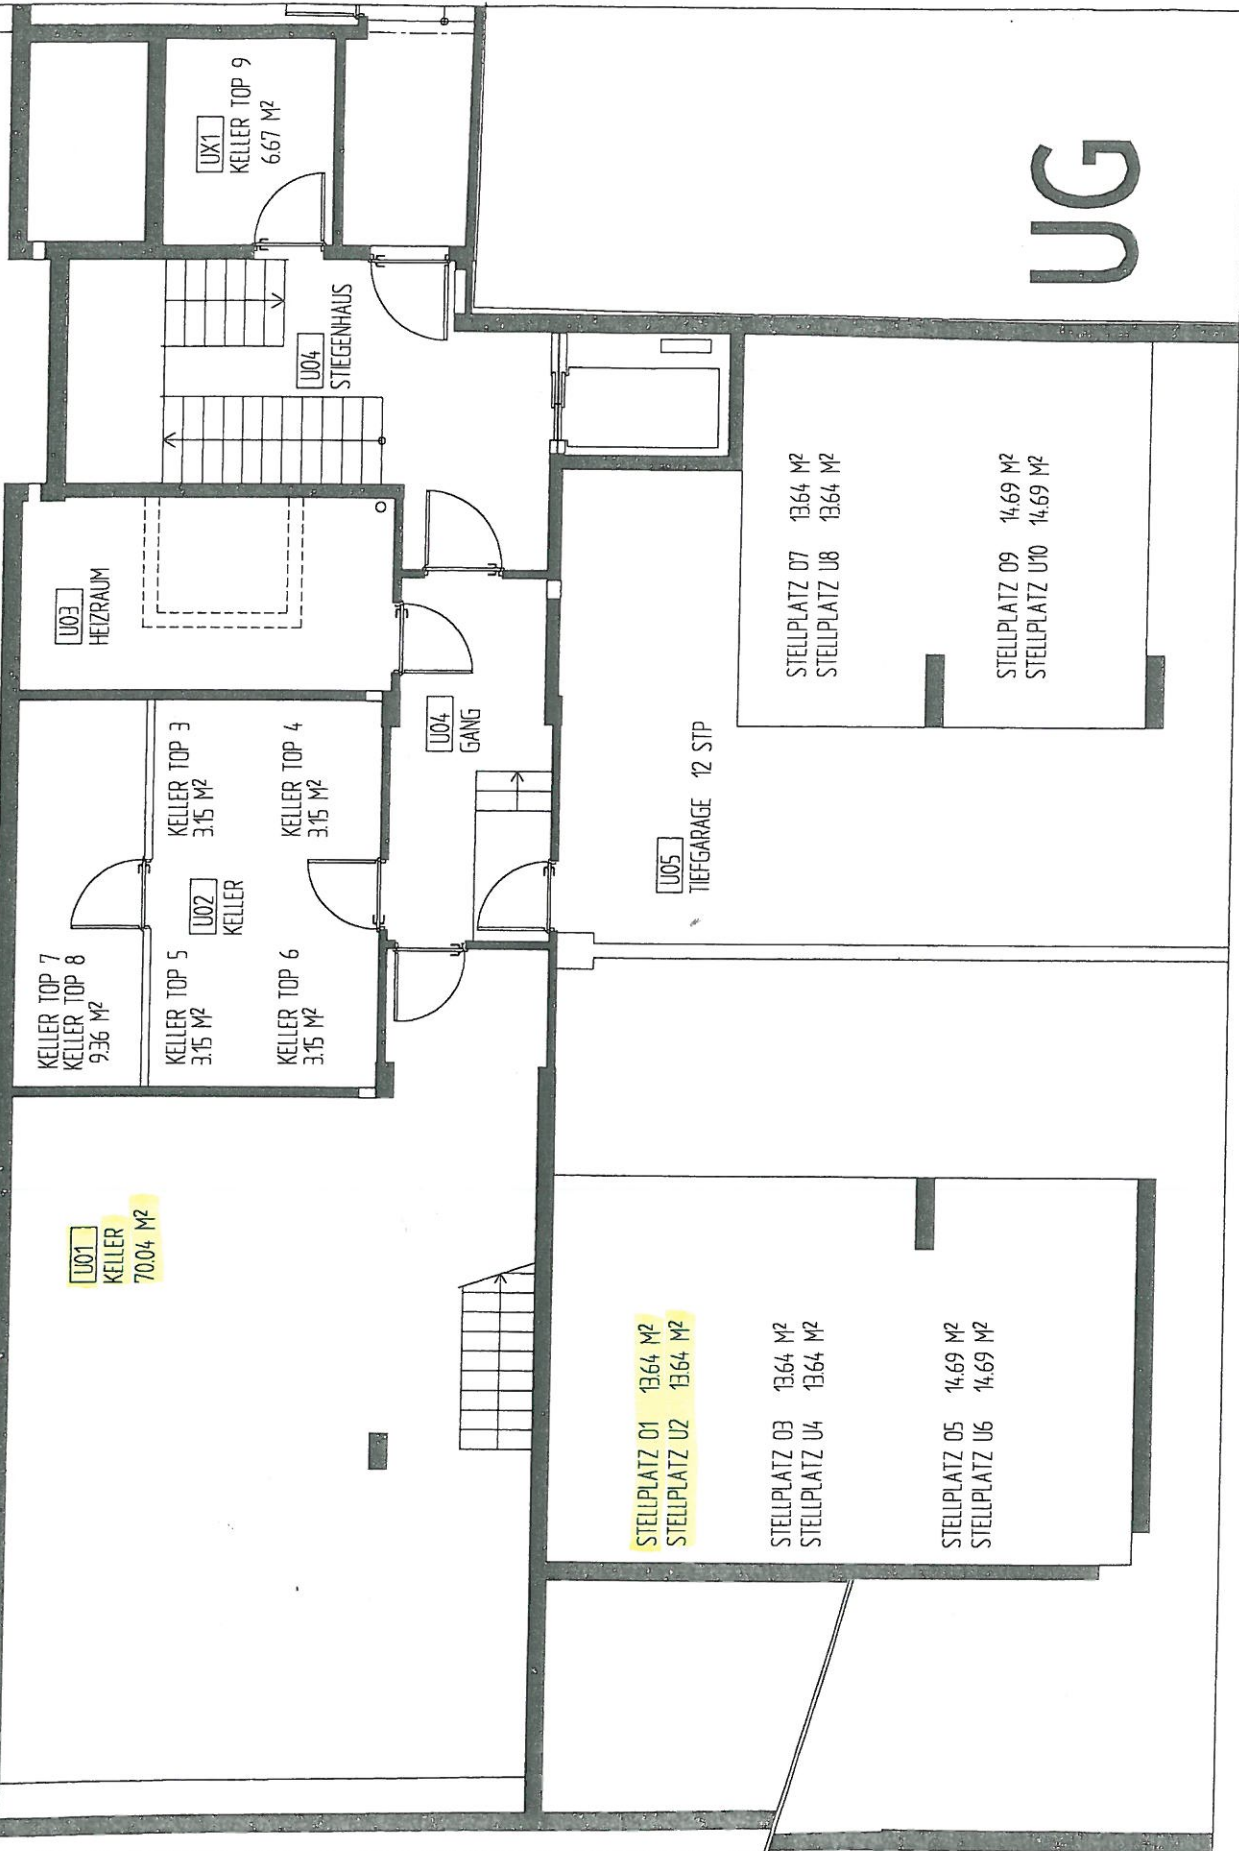 UX1
KELLER TOP 9
6.67 M²
U04
STIEGENHAUS
U03
HEIZRAUM
U04
GANG
KELLER TOP 3
3.15 M²
KELLER TOP 4
3.15 M²
U02
KELLER
KELLER TOP 7
KELLER TOP 8
9.36 M²
KELLER TOP 5
3.15 M²
KELLER TOP 6
3.15 M²
U01
KELLER
70.04 M²
UG
STELLPLATZ O7 13.64 M²
STELLPLATZ U8 13.64 M²
STELLPLATZ O9 14.69 M²
STELLPLATZ U10 14.69 M²
U05
TIEFGARAGE 12 STP
STELLPLATZ O1 13.64 M²
STELLPLATZ U2 13.64 M²
STELLPLATZ O3 13.64 M²
STELLPLATZ U4 13.64 M²
STELLPLATZ O5 14.69 M²
STELLPLATZ U6 14.69 M²